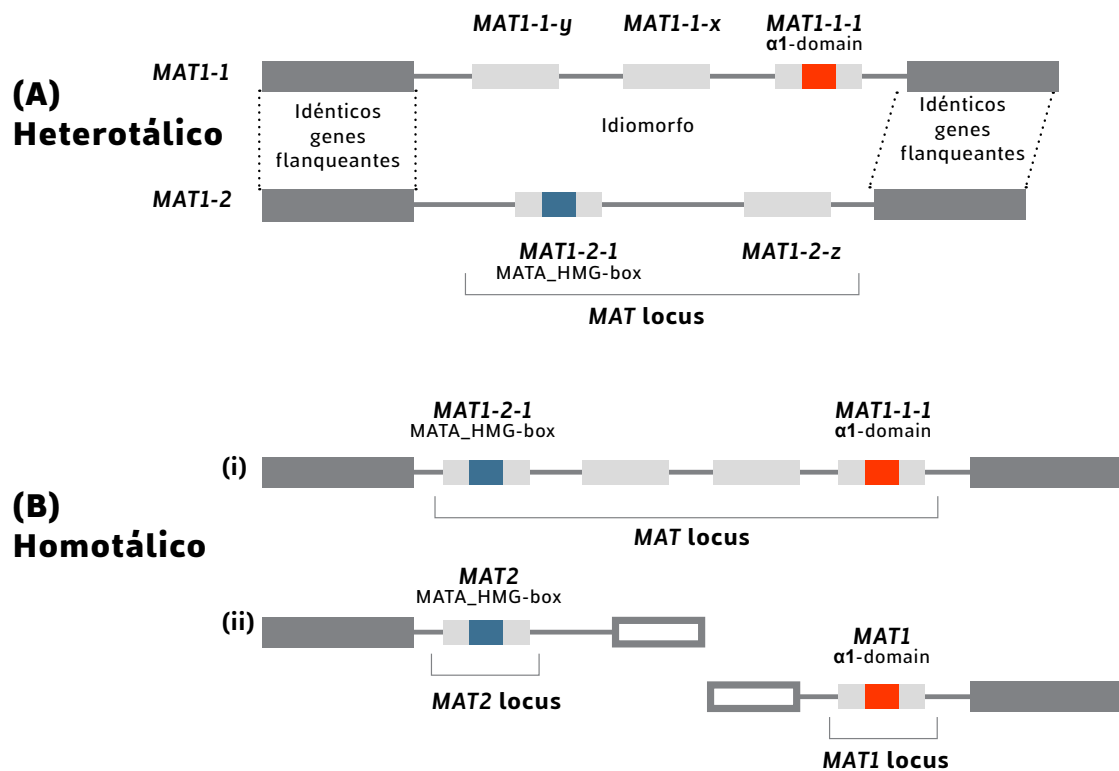 MAT1-1-y
MAT1-1-x
MAT1-1-1
α1-domain
MAT1-1
(A)
Heterotálico
Idénticos
genes
flanqueantes
Idiomorfo
Idénticos
genes
flanqueantes
MAT1-2
MAT1-2-1
MATA_HMG-box
MAT1-2-z
MAT locus
(B)
Homotálico
(i)
MAT1-2-1
MATA_HMG-box
MAT1-1-1
α1-domain
MAT locus
(ii)
MAT2
MATA_HMG-box
MAT2 locus
MAT1
α1-domain
MAT1 locus